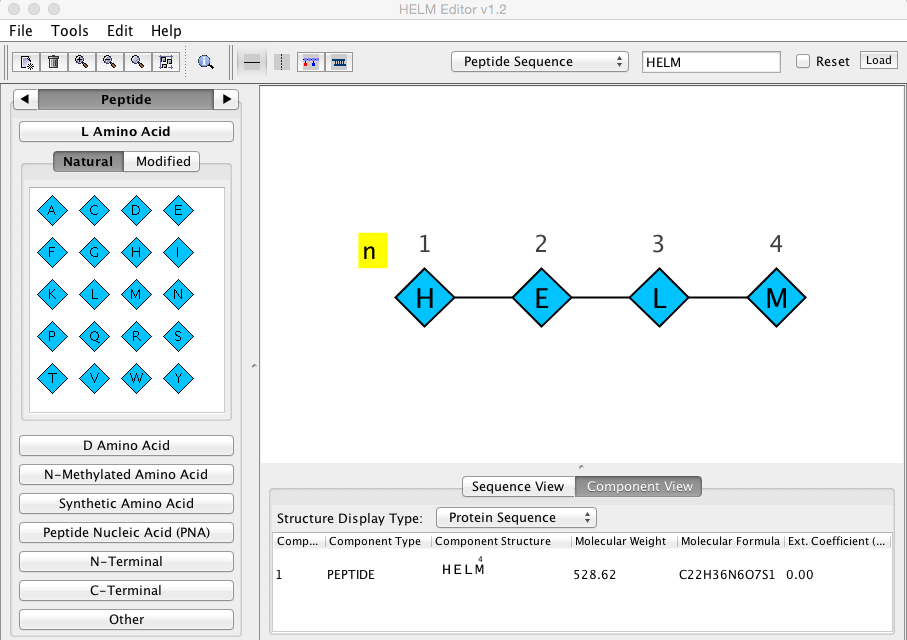 HELM Editor v1.2
File Tools Edit Help
Peptide Sequence HELM Reset Load
Peptide
L Amino Acid
Natural Modified
A C D E
F G H I
K L M N
P Q R S
T V W Y
D Amino Acid
N-Methylated Amino Acid
Synthetic Amino Acid
Peptide Nucleic Acid (PNA)
N-Terminal
C-Terminal
Other
n 1 2 3 4
H E L M
Sequence View Component View
Structure Display Type: Protein Sequence
Comp... Component Type Component Structure Molecular Weight Molecular Formula Ext. Coefficient (...
4
1 PEPTIDE HELM 528.62 C22H36N6O7S1 0.00